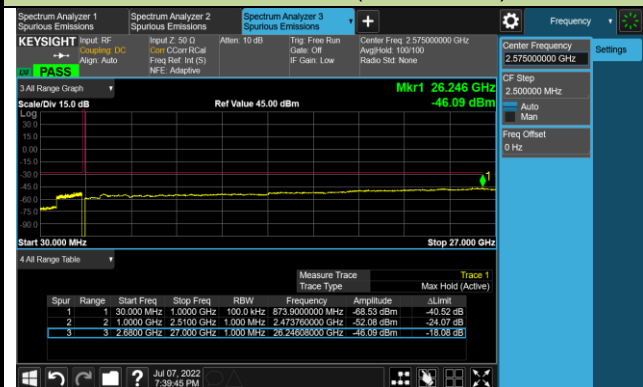 Spectrum Analyzer 1
Spurious Emissions
Spectrum Analyzer 2
Spurious Emissions
Spectrum Analyzer 3
Spurious Emissions
+
Frequency
KEYSIGHT
Input: RF
Coupling: DC
Align: Auto
Input Z: 50 Ω
Corr CCorr RCal
Freq Ref: Int (S)
NFE: Adaptive
Atten: 10 dB
Trig: Free Run
Gate: Off
IF Gain: Low
Center Freq: 2.575000000 GHz
Avg|Hold: 100/100
Radio Std: None
PASS
Center Frequency
2.575000000 GHz
Settings
CF Step
2.500000 MHz
Auto
Man
Freq Offset
0 Hz
3 All Range Graph
Mkr1 26.246 GHz
-46.09 dBm
Scale/Div 15.0 dB
Ref Value 45.00 dBm
Log
30.0
15.0
0.00
-15.0
-30.0
-45.0
-60.0
-75.0
-90.0
1
Start 30.000 MHz
Stop 27.000 GHz
4 All Range Table
Measure Trace Trace 1
Trace Type Max Hold (Active)
Spur Range Start Freq Stop Freq RBW Frequency Amplitude ΔLimit
1 1 30.000 MHz 1.0000 GHz 100.0 kHz 873.9000000 MHz -68.53 dBm -40.52 dB
2 2 1.0000 GHz 2.5100 GHz 1.000 MHz 2.473760000 GHz -52.08 dBm -24.07 dB
3 3 2.6800 GHz 27.000 GHz 1.000 MHz 26.24608000 GHz -46.09 dBm -18.08 dB
?
Jul 07, 2022
7:39:45 PM